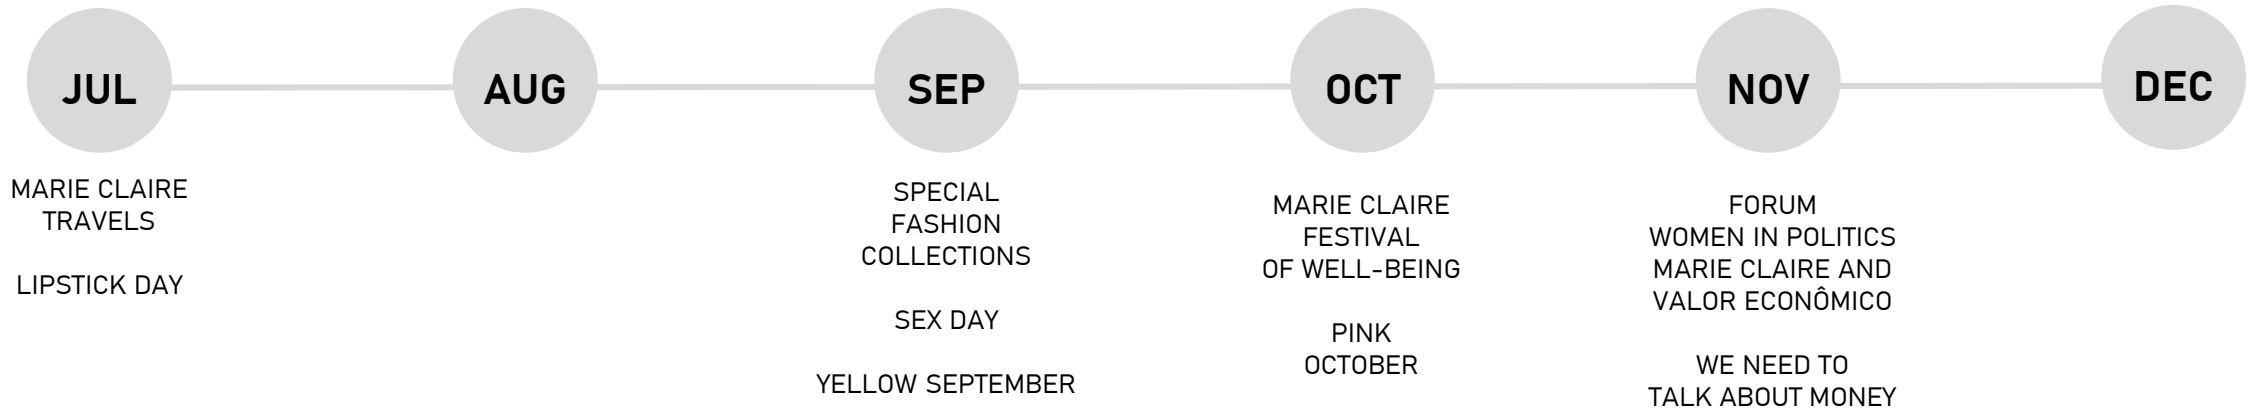 JUL
AUG
SEP
OCT
NOV
DEC
MARIE CLAIRE
TRAVELS
LIPSTICK DAY
SPECIAL
FASHION
COLLECTIONS
SEX DAY
YELLOW SEPTEMBER
MARIE CLAIRE
FESTIVAL
OF WELL-BEING
PINK
OCTOBER
FORUM
WOMEN IN POLITICS
MARIE CLAIRE AND
VALOR ECONÔMICO
WE NEED TO
TALK ABOUT MONEY